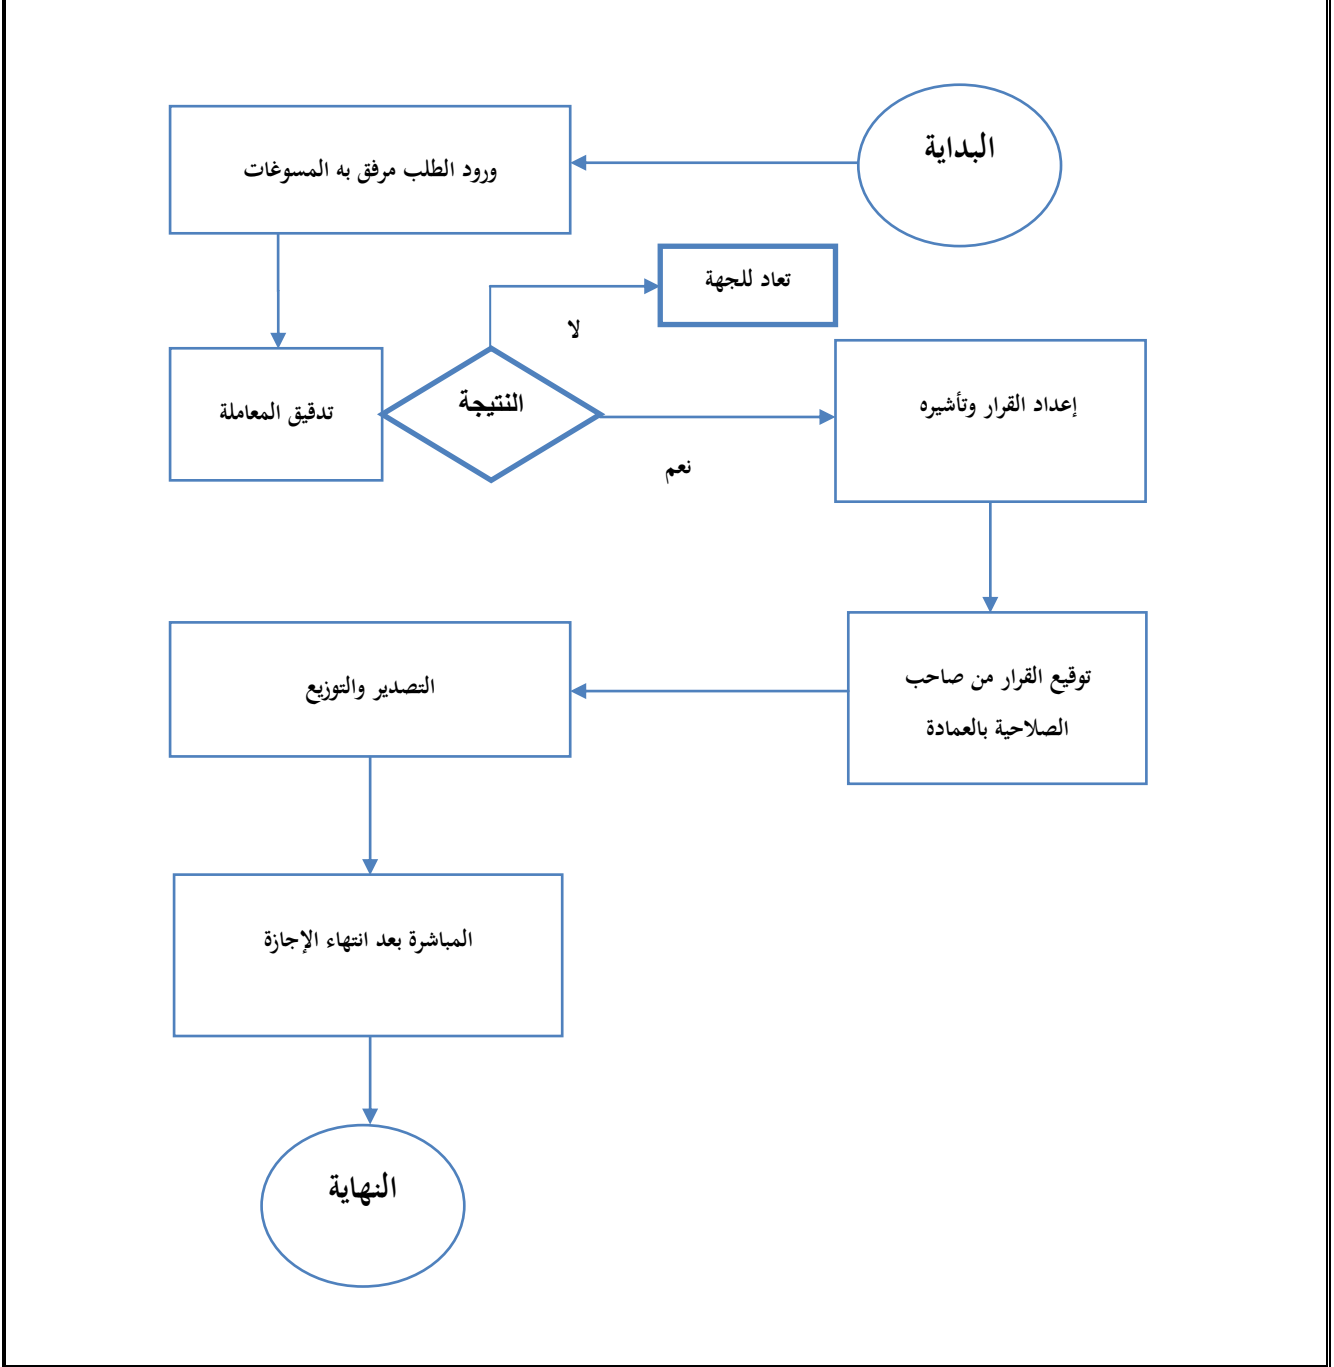 البداية
ورود الطلب مرفق به المسوغات
تعاد للجهة
لا
تدقيق المعاملة
النتيجة
إعداد القرار وتأشيره
نعم
توقيع القرار من صاحب
الصلاحية بالعمادة
التصدير والتوزيع
المباشرة بعد انتهاء الإجازة
النهاية